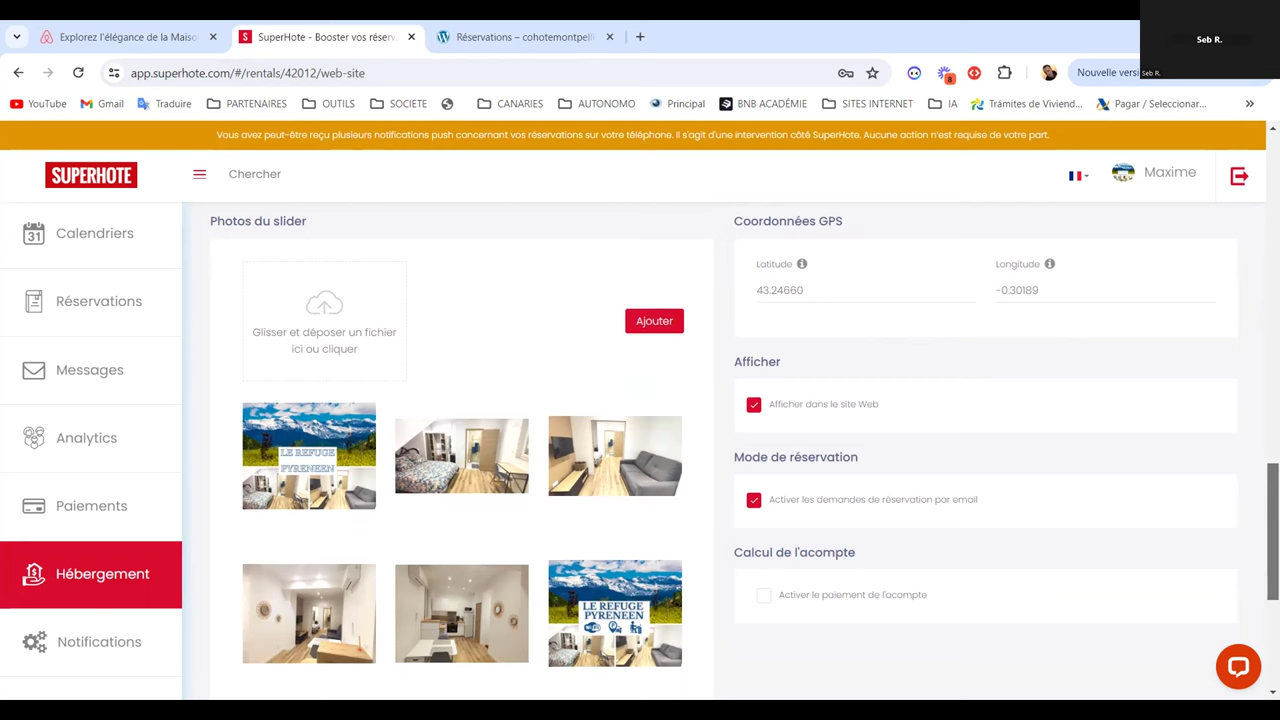 Seb R.
Explorez l'élégance de la Maiso
SuperHote - Booster vos réserv
Réservations – cohotemontpell
app.superhote.com/#/rentals/42012/web-site
8
Nouvelle versi
Seb R.
YouTube
Gmail
Traduire
PARTENAIRES
OUTILS
SOCIETE
CANARIES
AUTONOMO
Principal
BNB ACADÉMIE
SITES INTERNET
IA
Trámites de Viviend...
Pagar / Seleccionar...
Vous avez peut-être reçu plusieurs notifications push concernant vos réservations sur votre téléphone. Il s'agit d'une intervention côté SuperHote. Aucune action n'est requise de votre part.
SUPERHOTE
Chercher
Maxime
31
Calendriers
Réservations
Messages
Analytics
Paiements
Hébergement
Notifications
Photos du slider
Glisser et déposer un fichier
ici ou cliquer
Ajouter
LE REFUGE
PYRENEEN
LE REFUGE
PYRENEEN
Coordonnées GPS
Latitude
Longitude
43.24660
-0.30189
Afficher
Afficher dans le site Web
Mode de réservation
Activer les demandes de réservation par email
Calcul de l'acompte
Activer le paiement de l'acompte